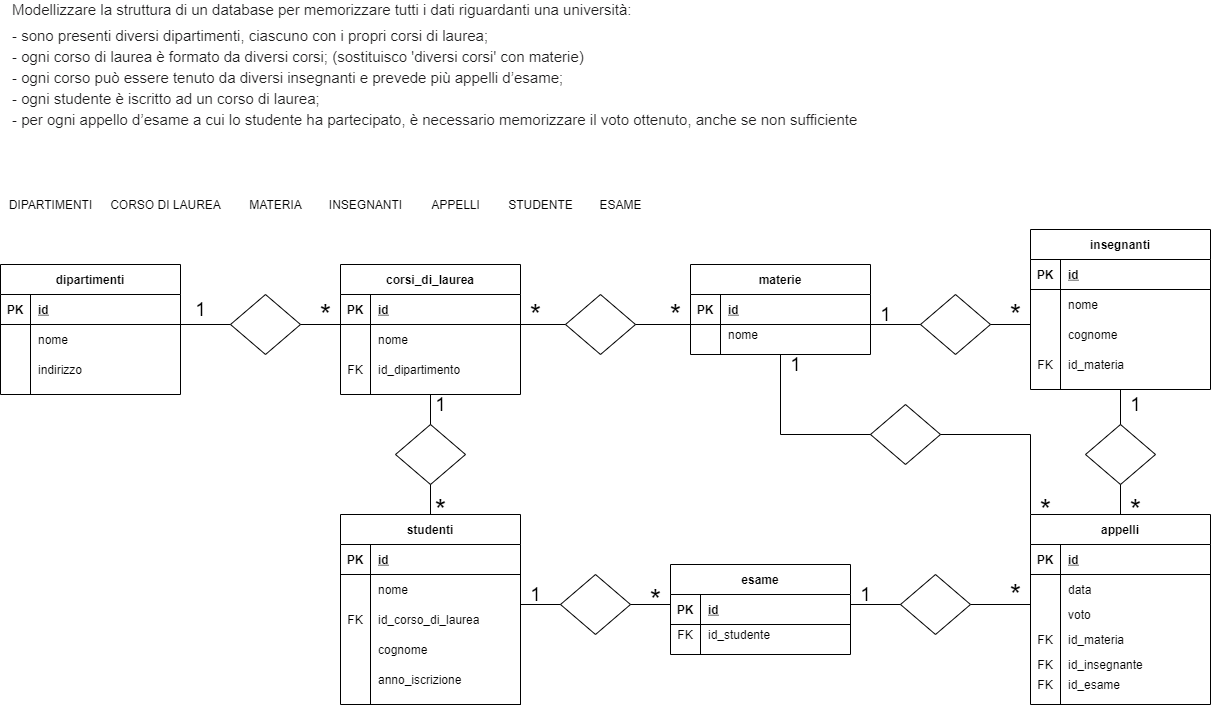 Modellizzare la struttura di un database per memorizzare tutti i dati riguardanti una università:
- sono presenti diversi dipartimenti, ciascuno con i propri corsi di laurea;
- ogni corso di laurea è formato da diversi corsi; (sostituisco 'diversi corsi' con materie)
- ogni corso può essere tenuto da diversi insegnanti e prevede più appelli d'esame;
- ogni studente è iscritto ad un corso di laurea;
- per ogni appello d'esame a cui lo studente ha partecipato, è necessario memorizzare il voto ottenuto, anche se non sufficiente
DIPARTIMENTI CORSO DI LAUREA MATERIA INSEGNANTI APPELLI STUDENTE ESAME
dipartimenti
PK id
nome
indirizzo
1 *
corsi_di_laurea
PK id
nome
FK id_dipartimento
* *
materie
PK id
nome
1 *
insegnanti
PK id
nome
cognome
FK id_materia
1
*
1
*
1
*
studenti
PK id
nome
FK id_corso_di_laurea
cognome
anno_iscrizione
1 *
esame
PK id
FK id_studente
1 *
appelli
PK id
data
voto
FK id_materia
FK id_insegnante
FK id_esame